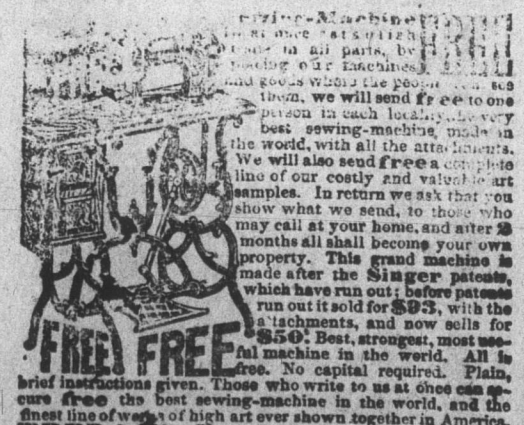 Sewing-Machine FREE
To at once establish
trade in all parts, by
placing our machines
and goods where the people can see
them, we will send free to one
person in each locality, the very
best sewing-machine, made in
the world, with all the attachments.
We will also send free a complete
line of our costly and valuable art
samples. In return we ask that you
show what we send, to those who
may call at your home, and after 2
months all shall become your own
property. This grand machine is
made after the Singer patents,
which have run out: before patents
run out it sold for $93, with the
attachments, and now sells for
$50. Best, strongest, most use-
ful machine in the world. All is
FREE FREE free. No capital required. Plain,
brief instructions given. Those who write to us at once can se-
cure free the best sewing-machine in the world, and the
finest line of works of high art ever shown together in America.